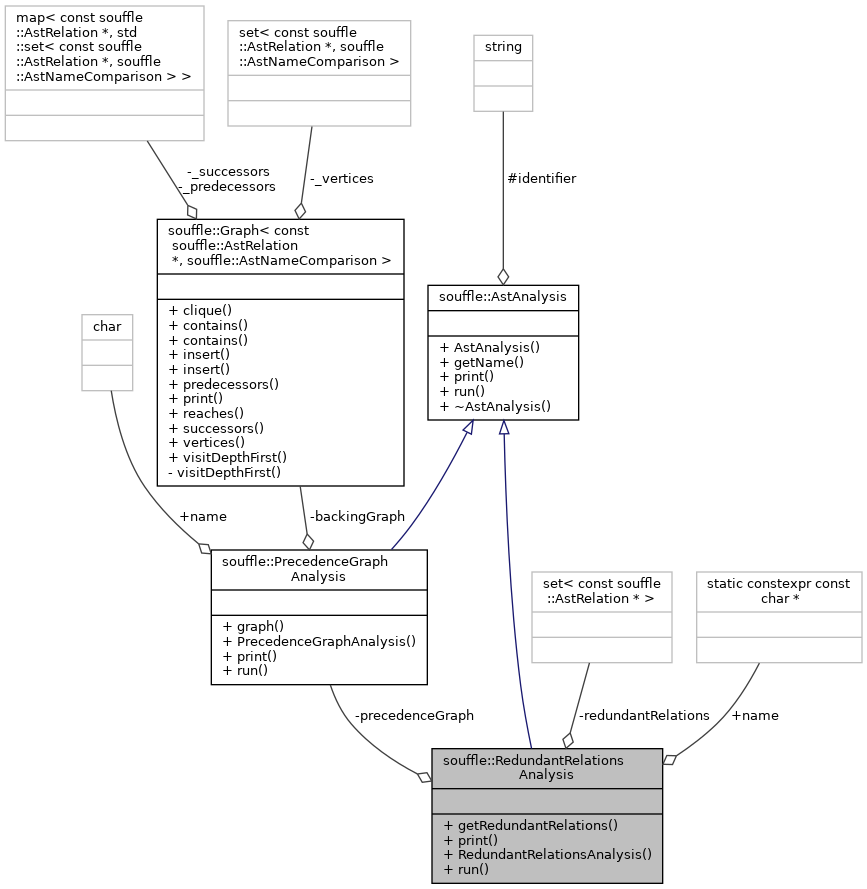 map< const souffle
::AstRelation *, std
::set< const souffle
::AstRelation *, souffle
::AstNameComparison > >
set< const souffle
::AstRelation *, souffle
::AstNameComparison >
string
-_successors
-_predecessors
-_vertices
#identifier
souffle::Graph< const
souffle::AstRelation
*, souffle::AstNameComparison >
+ clique()
+ contains()
+ contains()
+ insert()
+ insert()
+ predecessors()
+ print()
+ reaches()
+ successors()
+ vertices()
+ visitDepthFirst()
- visitDepthFirst()
souffle::AstAnalysis
+ AstAnalysis()
+ getName()
+ print()
+ run()
+ ~AstAnalysis()
char
+name
-backingGraph
souffle::PrecedenceGraph
Analysis
+ graph()
+ PrecedenceGraphAnalysis()
+ print()
+ run()
set< const souffle
::AstRelation * >
static constexpr const
char *
-precedenceGraph
-redundantRelations
+name
souffle::RedundantRelations
Analysis
+ getRedundantRelations()
+ print()
+ RedundantRelationsAnalysis()
+ run()